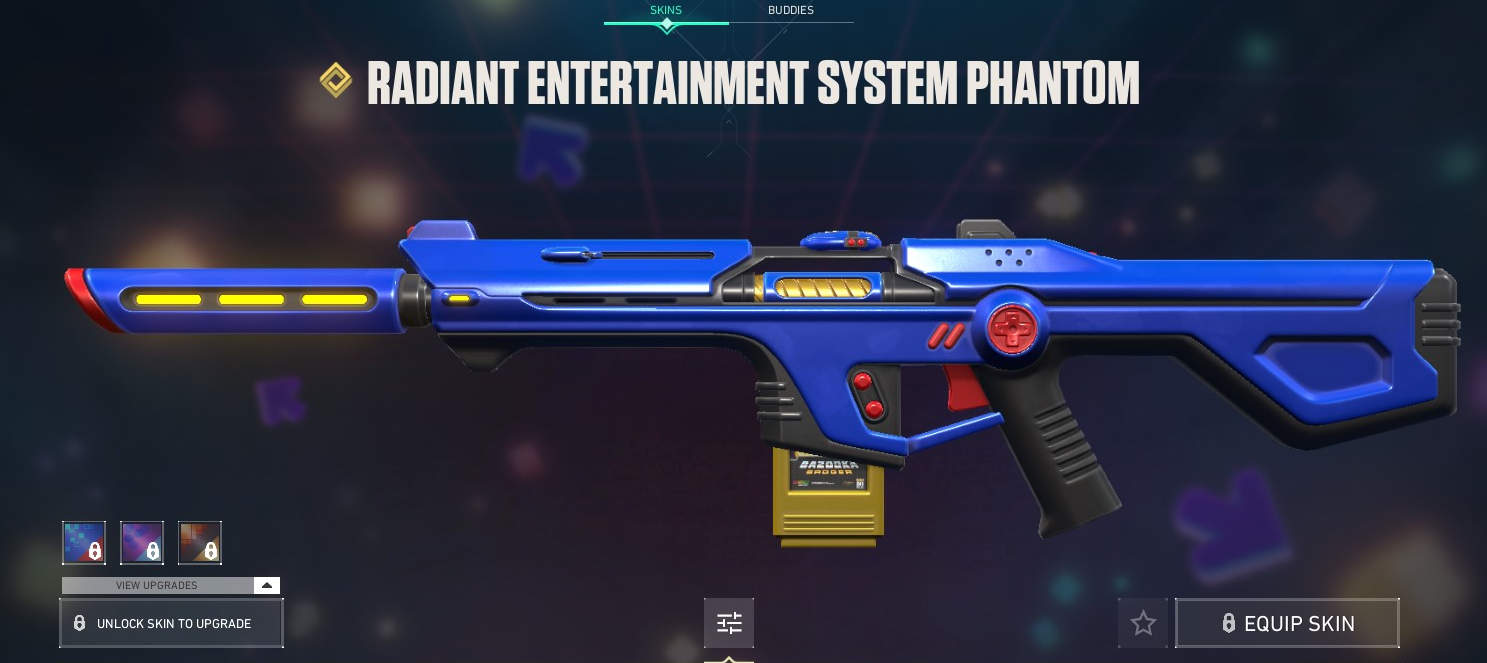 SKINS
BUDDIES
RADIANT ENTERTAINMENT SYSTEM PHANTOM
BAZOOKA
BADGER
VIEW UPGRADES
UNLOCK SKIN TO UPGRADE
EQUIP SKIN